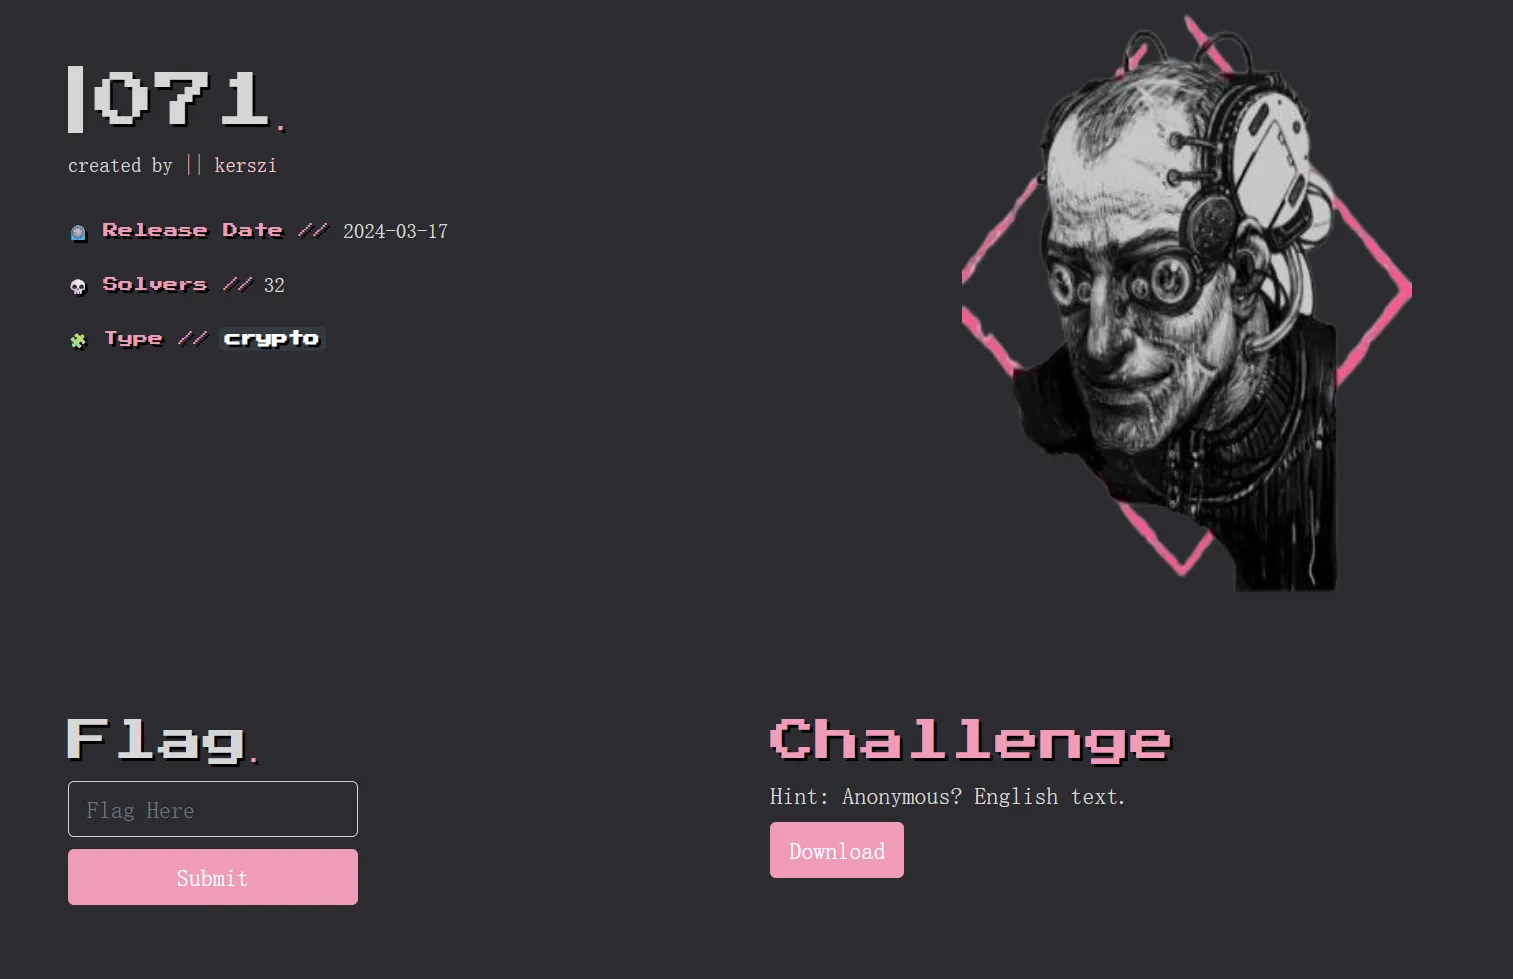 071.
created by || kerszi
Release Date // 2024-03-17
Solvers // 32
Type // crypto
Flag.
Flag Here
Submit
Challenge
Hint: Anonymous? English text.
Download